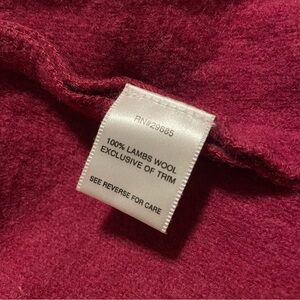 RN#29685
100% LAMBS WOOL
EXCLUSIVE OF TRIM
SEE REVERSE FOR CARE